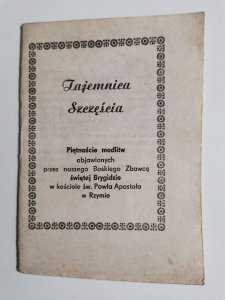 Tajemnica
Szczęścia
Piętnaście modlitw
objawionych
przez naszego Boskiego Zbawcę
świętej Brygidzie
w kościele św. Pawła Apostoła
w Rzymie